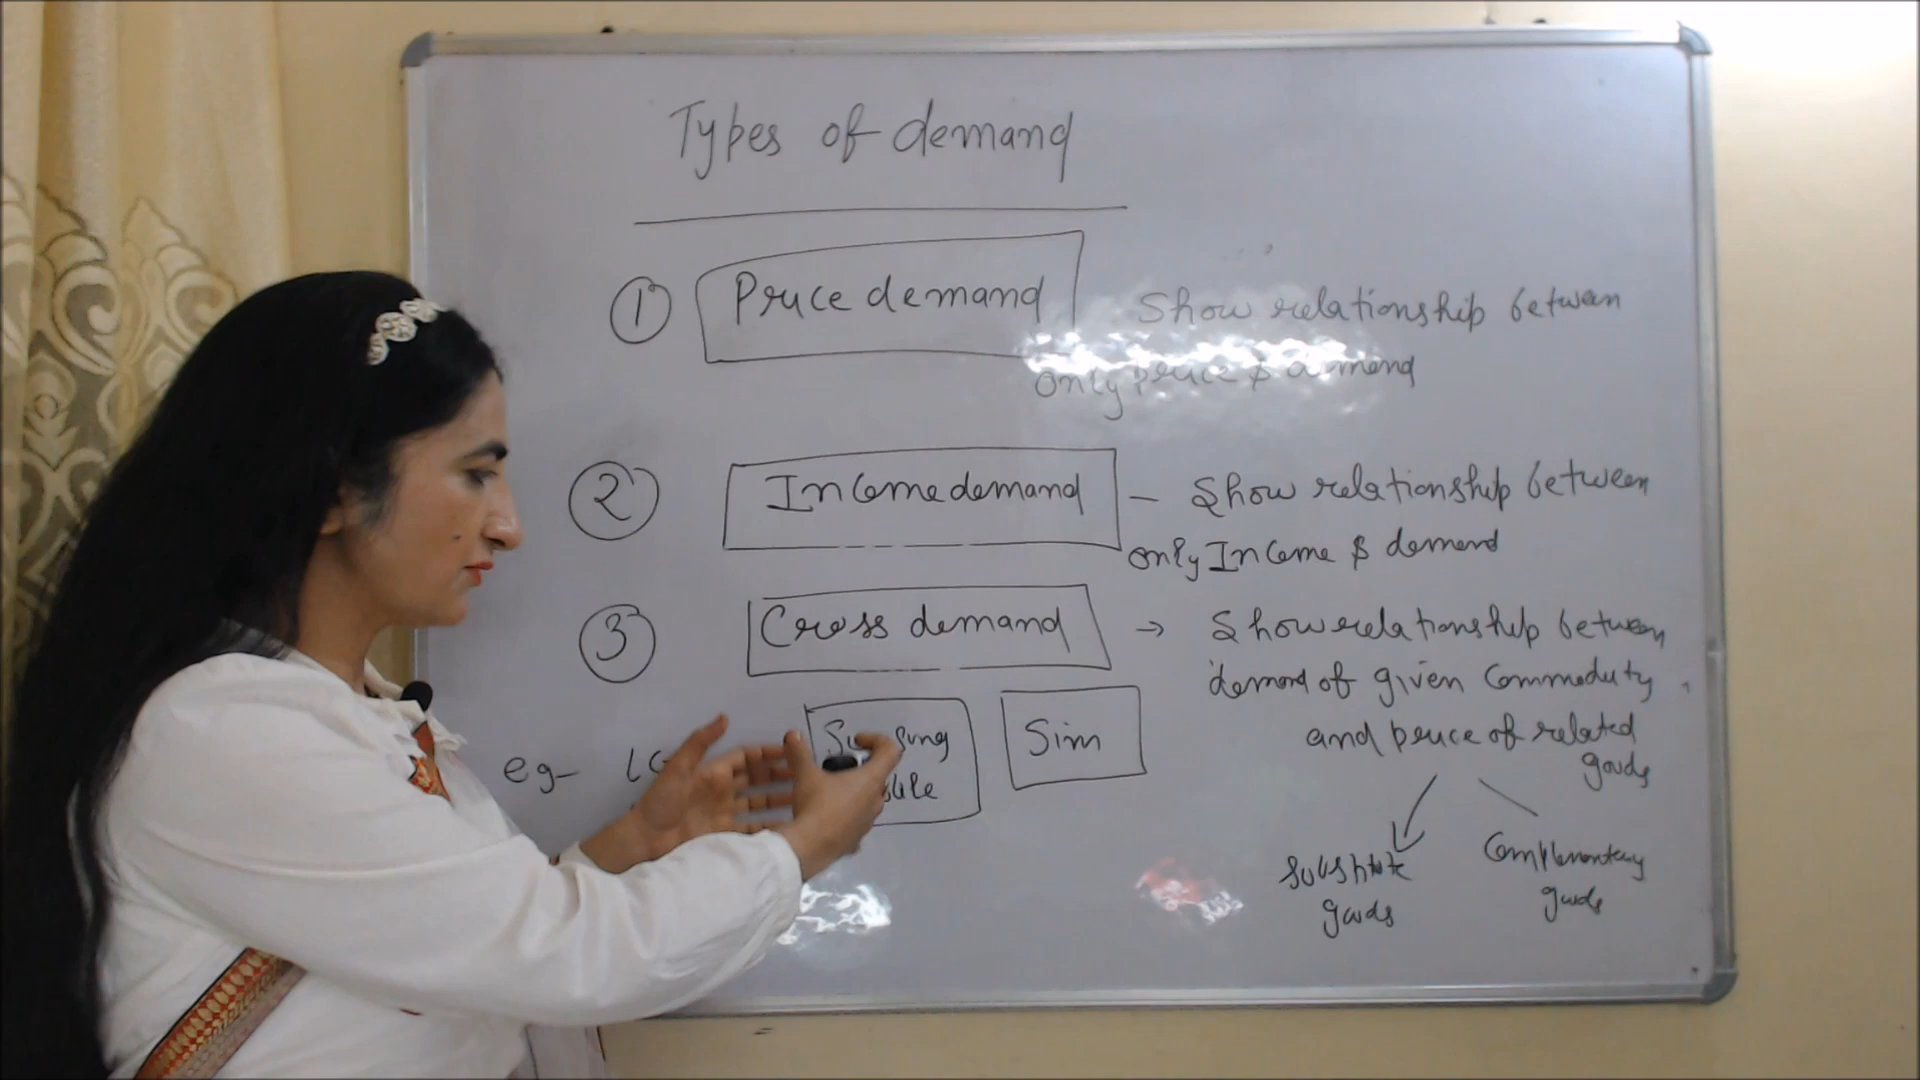 Types of demand
① Price demand Show relationship between
only price & demand
② Income demand – Show relationship between
only Income & demand
③ Cross demand → Show relationship between
demand of given Commodity
and price of related
goods
eg- Sim
Substitute
goods
Complementary
goods